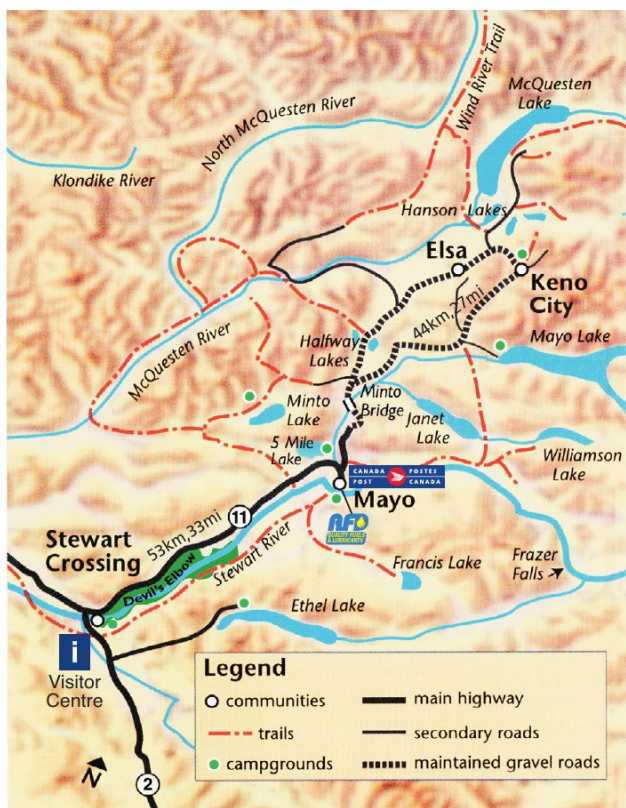 Wind River Trail
McQuesten
Lake
North McQuesten River
Klondike River
Hanson Lakes
Elsa
Keno
City
44km,27mi
McQuesten River
Halfway
Lakes
Mayo Lake
Minto
Lake
Minto
Bridge
Janet
Lake
5 Mile
Lake
Williamson
Lake
CANADA POSTES
POST CANADA
Mayo
11
53km,33mi
AFD
QUALITY FUELS
& LUBRICANTS
Stewart
Crossing
Devil's Elbow
Stewart River
Francis Lake
Frazer
Falls
Ethel Lake
i
Visitor
Centre
N
2
Legend
communities
main highway
trails
secondary roads
campgrounds
maintained gravel roads